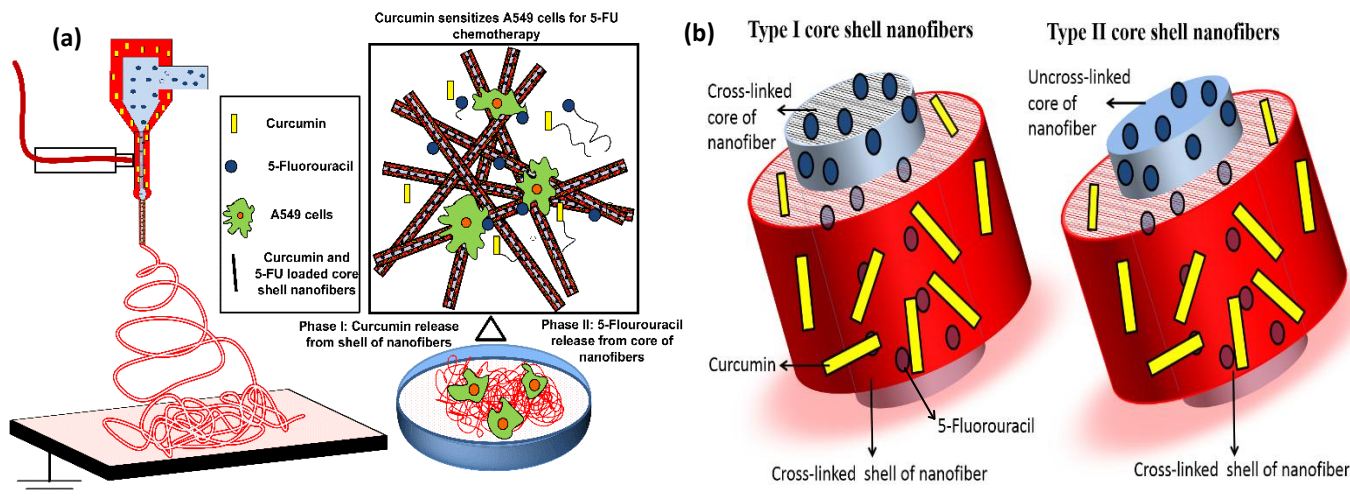 (a)
Curcumin sensitizes A549 cells for 5-FU
chemotherapy
Curcumin
5-Fluorouracil
A549 cells
Curcumin and
5-FU loaded core
shell nanofibers
Phase I: Curcumin release
from shell of nanofibers
Phase II: 5-Flourouracil
release from core of
nanofibers
(b)
Type I core shell nanofibers
Cross-linked
core of
nanofiber
Curcumin
5-Fluorouracil
Cross-linked shell of nanofiber
Type II core shell nanofibers
Uncross-linked
core of
nanofiber
Cross-linked shell of nanofiber